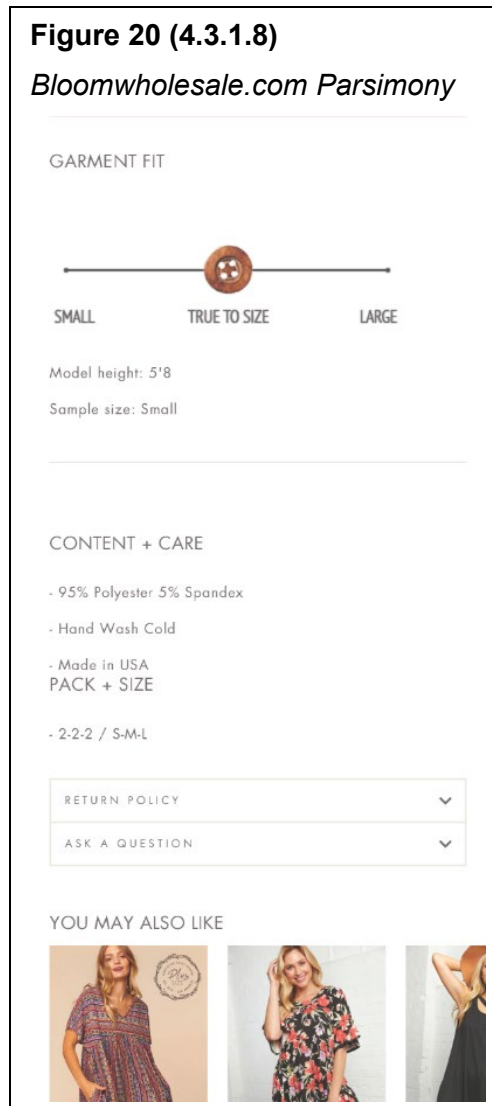 Figure 20 (4.3.1.8)
Bloomwholesale.com Parsimony
GARMENT FIT
SMALL TRUE TO SIZE LARGE
Model height: 5'8
Sample size: Small
CONTENT + CARE
- 95% Polyester 5% Spandex
- Hand Wash Cold
- Made in USA
PACK + SIZE
- 2-2-2 / S-M-L
RETURN POLICY
ASK A QUESTION
YOU MAY ALSO LIKE
Plus